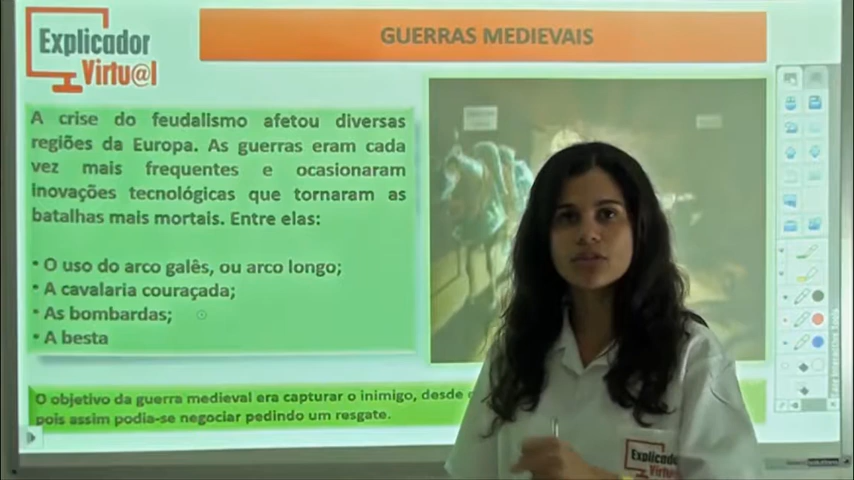 Explicador
Virtu@l
GUERRAS MEDIEVAIS
A crise do feudalismo afetou diversas
regiões da Europa. As guerras eram cada
vez mais frequentes e ocasionaram
inovações tecnológicas que tornaram as
batalhas mais mortais. Entre elas:
• O uso do arco galês, ou arco longo;
• A cavalaria couraçada;
• As bombardas;
• A besta
O objetivo da guerra medieval era capturar o inimigo, desde
pois assim podia-se negociar pedindo um resgate.
Explicador